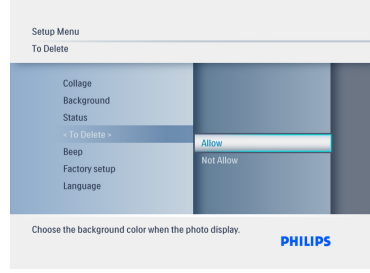 Setup Menu
To Delete
Collage
Background
Status
< To Delete >
Beep
Factory setup
Language
Allow
Not Allow
Choose the background color when the photo display.
PHILIPS